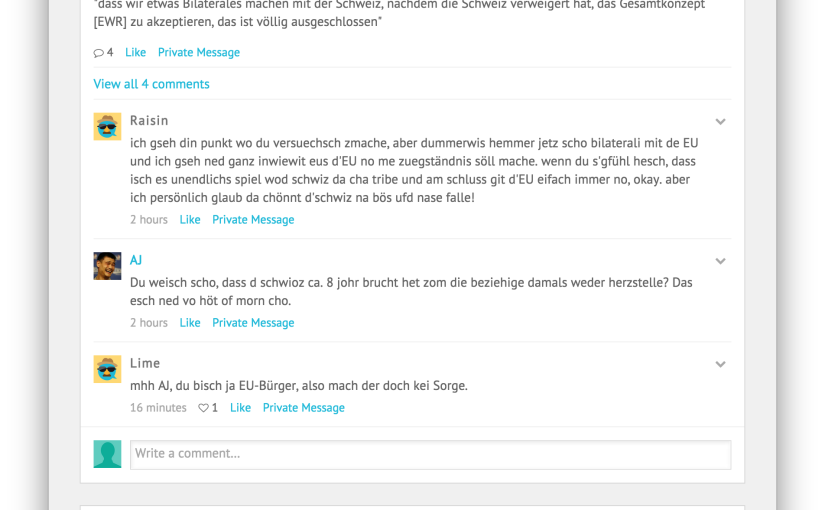 "dass wir etwas Bilaterales machen mit der Schweiz, nachdem die Schweiz verweigert hat, das Gesamtkonzept
[EWR] zu akzeptieren, das ist völlig ausgeschlossen"
4 Like Private Message
View all 4 comments
Raisin
ich gseh din punkt wo du versuechsch zmache, aber dummerwis hemmer jetz scho bilaterali mit de EU
und ich gseh ned ganz inwiewit eus d'EU no me zuegständnis söll mache. wenn du s'gfühl hesch, dass
isch es unendlichs spiel wod schwiz da cha tribe und am schluss git d'EU eifach immer no, okay. aber
ich persönlich glaub da chönnt d'schwiz na bös ufd nase falle!
2 hours Like Private Message
AJ
Du weisch scho, dass d schwioz ca. 8 johr brucht het zom die beziehige damals weder herzstelle? Das
esch ned vo höt of morn cho.
2 hours Like Private Message
Lime
mhh AJ, du bisch ja EU-Bürger, also mach der doch kei Sorge.
16 minutes 1 Like Private Message
Write a comment...